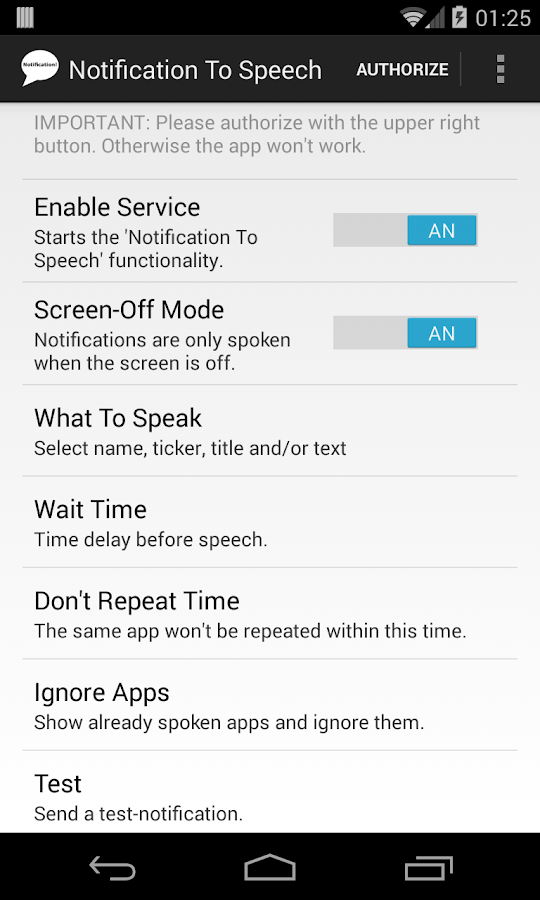 01:25
Notification!
Notification To Speech
AUTHORIZE
IMPORTANT: Please authorize with the upper right
button. Otherwise the app won't work.
Enable Service
Starts the 'Notification To
Speech' functionality.
AN
Screen-Off Mode
Notifications are only spoken
when the screen is off.
AN
What To Speak
Select name, ticker, title and/or text
Wait Time
Time delay before speech.
Don't Repeat Time
The same app won't be repeated within this time.
Ignore Apps
Show already spoken apps and ignore them.
Test
Send a test-notification.